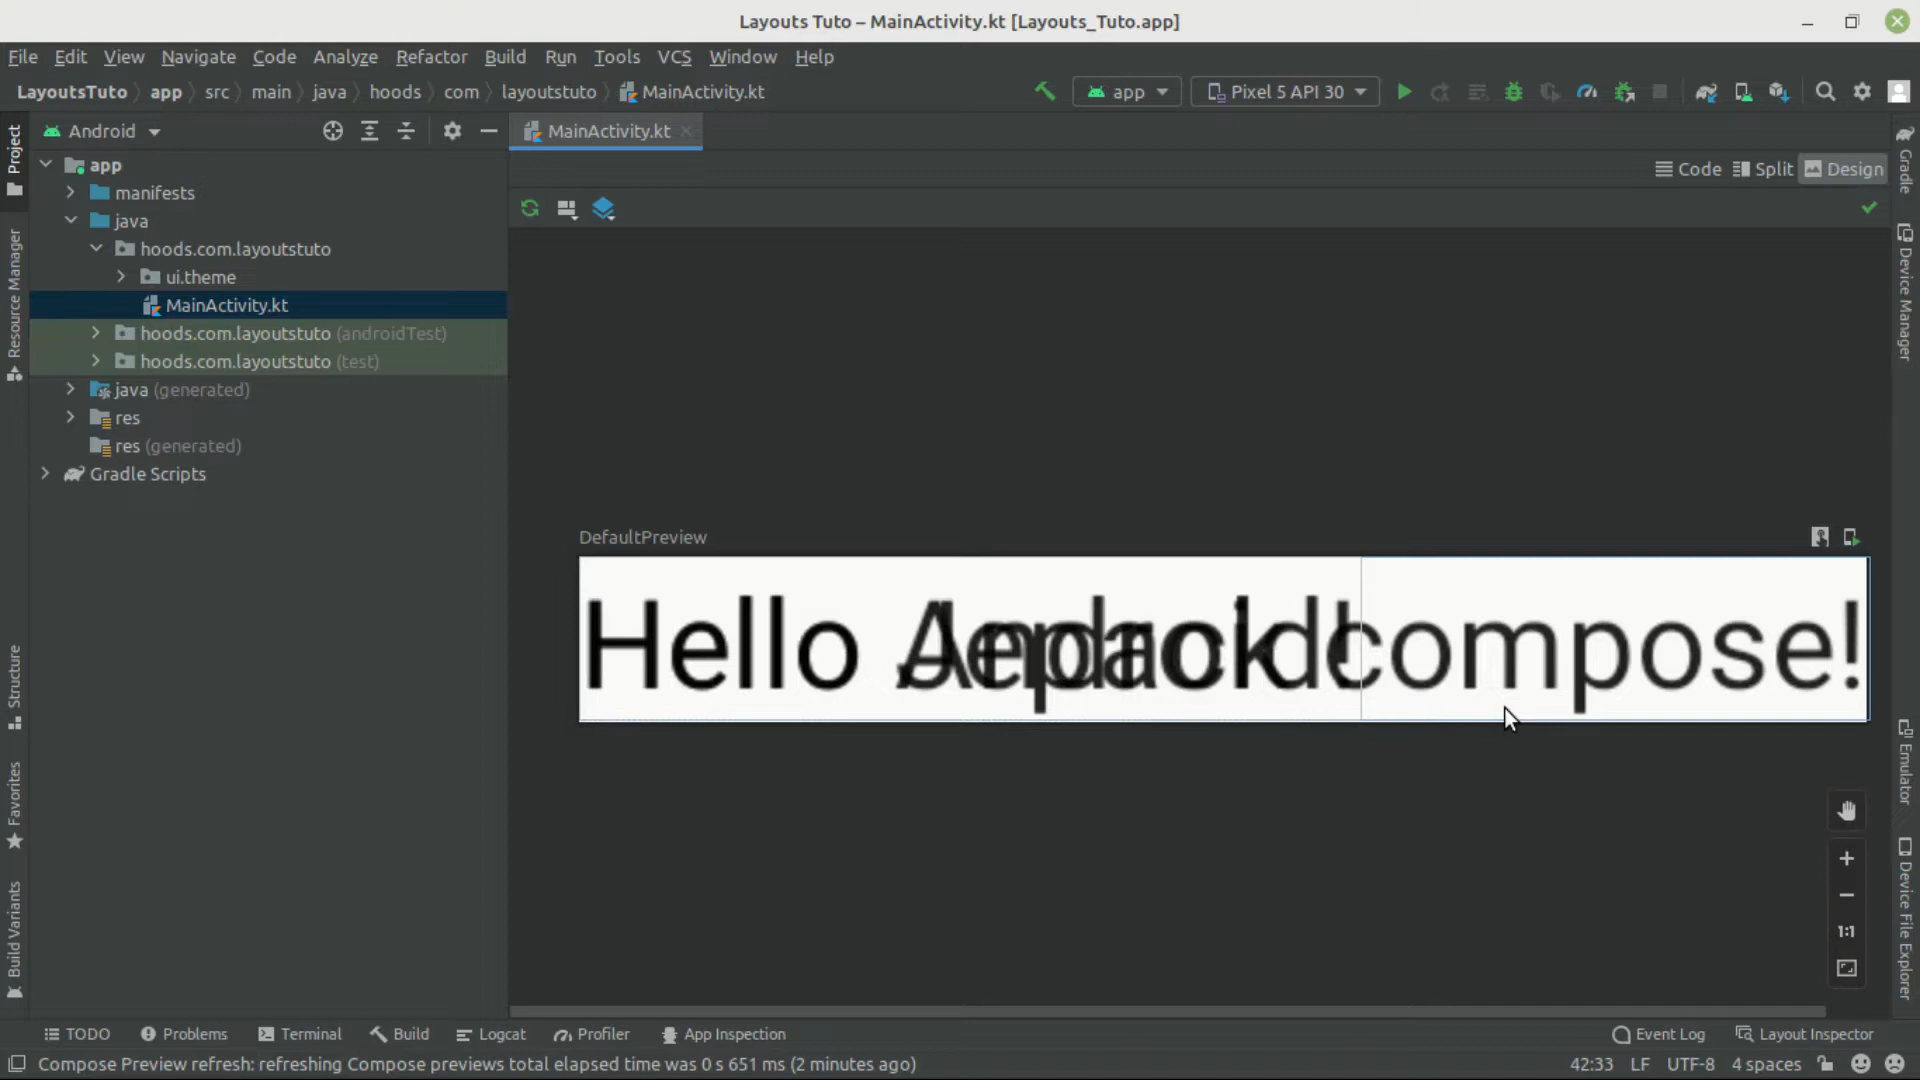 Layouts Tuto – MainActivity.kt [Layouts_Tuto.app]
File Edit View Navigate Code Analyze Refactor Build Run Tools VCS Window Help
LayoutsTuto app src main java hoods com layoutstuto MainActivity.kt app Pixel 5 API 30
Project
Resource Manager
Structure
Favorites
Build Variants
Android
app
manifests
java
hoods.com.layoutstuto
ui.theme
MainActivity.kt
hoods.com.layoutstuto (androidTest)
hoods.com.layoutstuto (test)
java (generated)
res
res (generated)
Gradle Scripts
MainActivity.kt
Code Split Design
DefaultPreview
Hello Android!
Hello Jepack compose!
1:1
Gradle
Device Manager
Emulator
Device File Explorer
TODO Problems Terminal Build Logcat Profiler App Inspection Event Log Layout Inspector
Compose Preview refresh: refreshing Compose previews total elapsed time was 0 s 651 ms (2 minutes ago) 42:33 LF UTF-8 4 spaces